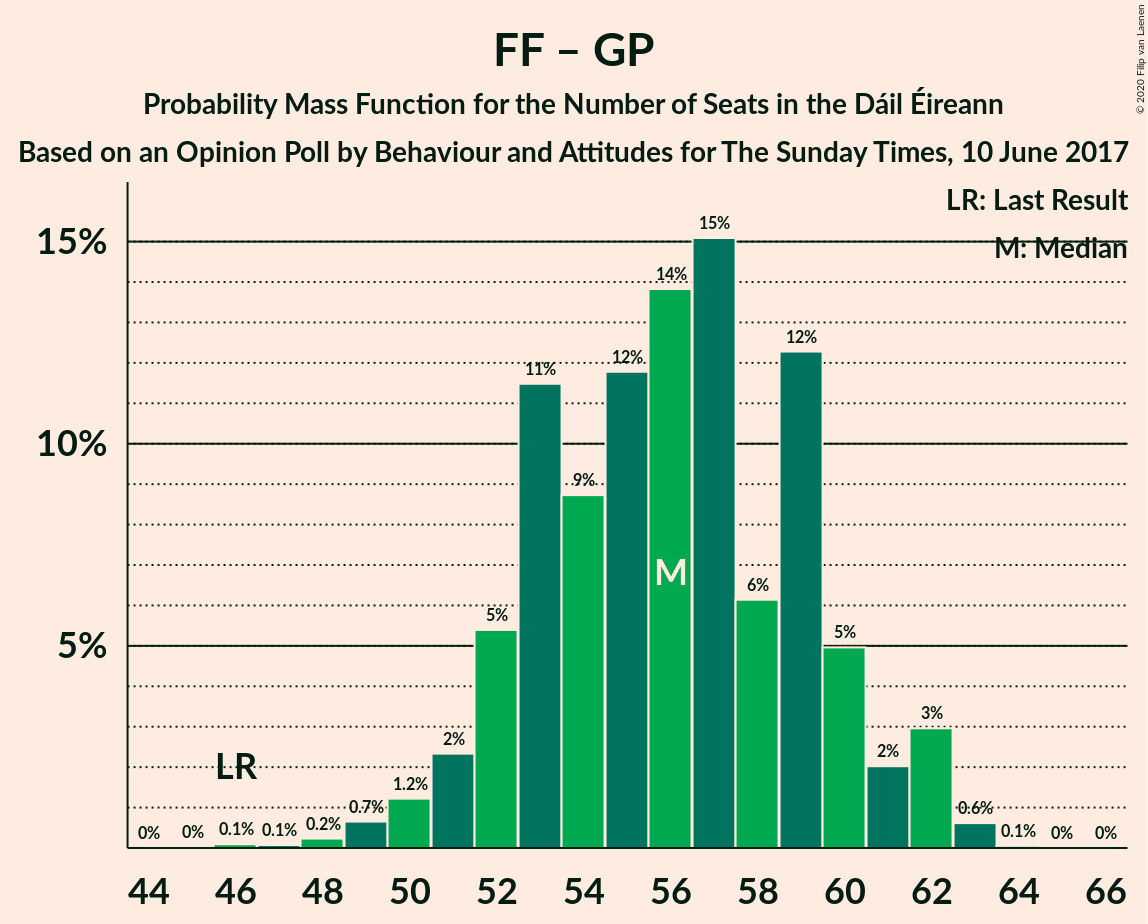 FF – GP
Probability Mass Function for the Number of Seats in the Dáil Éireann
Based on an Opinion Poll by Behaviour and Attitudes for The Sunday Times, 10 June 2017
© 2020 Filip van Laenen
LR: Last Result
M: Median
15%
10%
5%
0% 0% 0.1% 0.1% 0.2% 0.7% 1.2% 2% 5% 11% 9% 12% 14% 15% 6% 12% 5% 2% 3% 0.6% 0.1% 0% 0%
LR
M
44 46 48 50 52 54 56 58 60 62 64 66